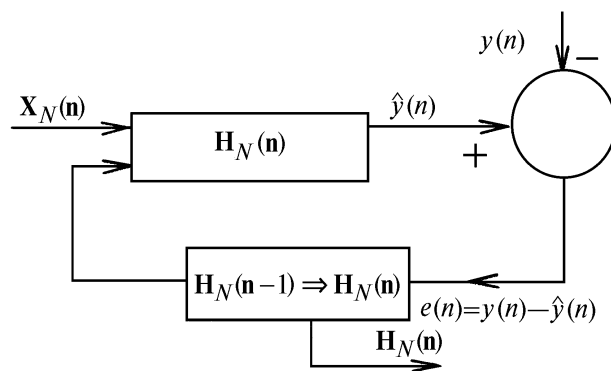 y(n)
−
X_N(n)
ŷ(n)
H_N(n)
+
H_N(n−1) ⇒ H_N(n)
e(n)=y(n)−ŷ(n)
H_N(n)